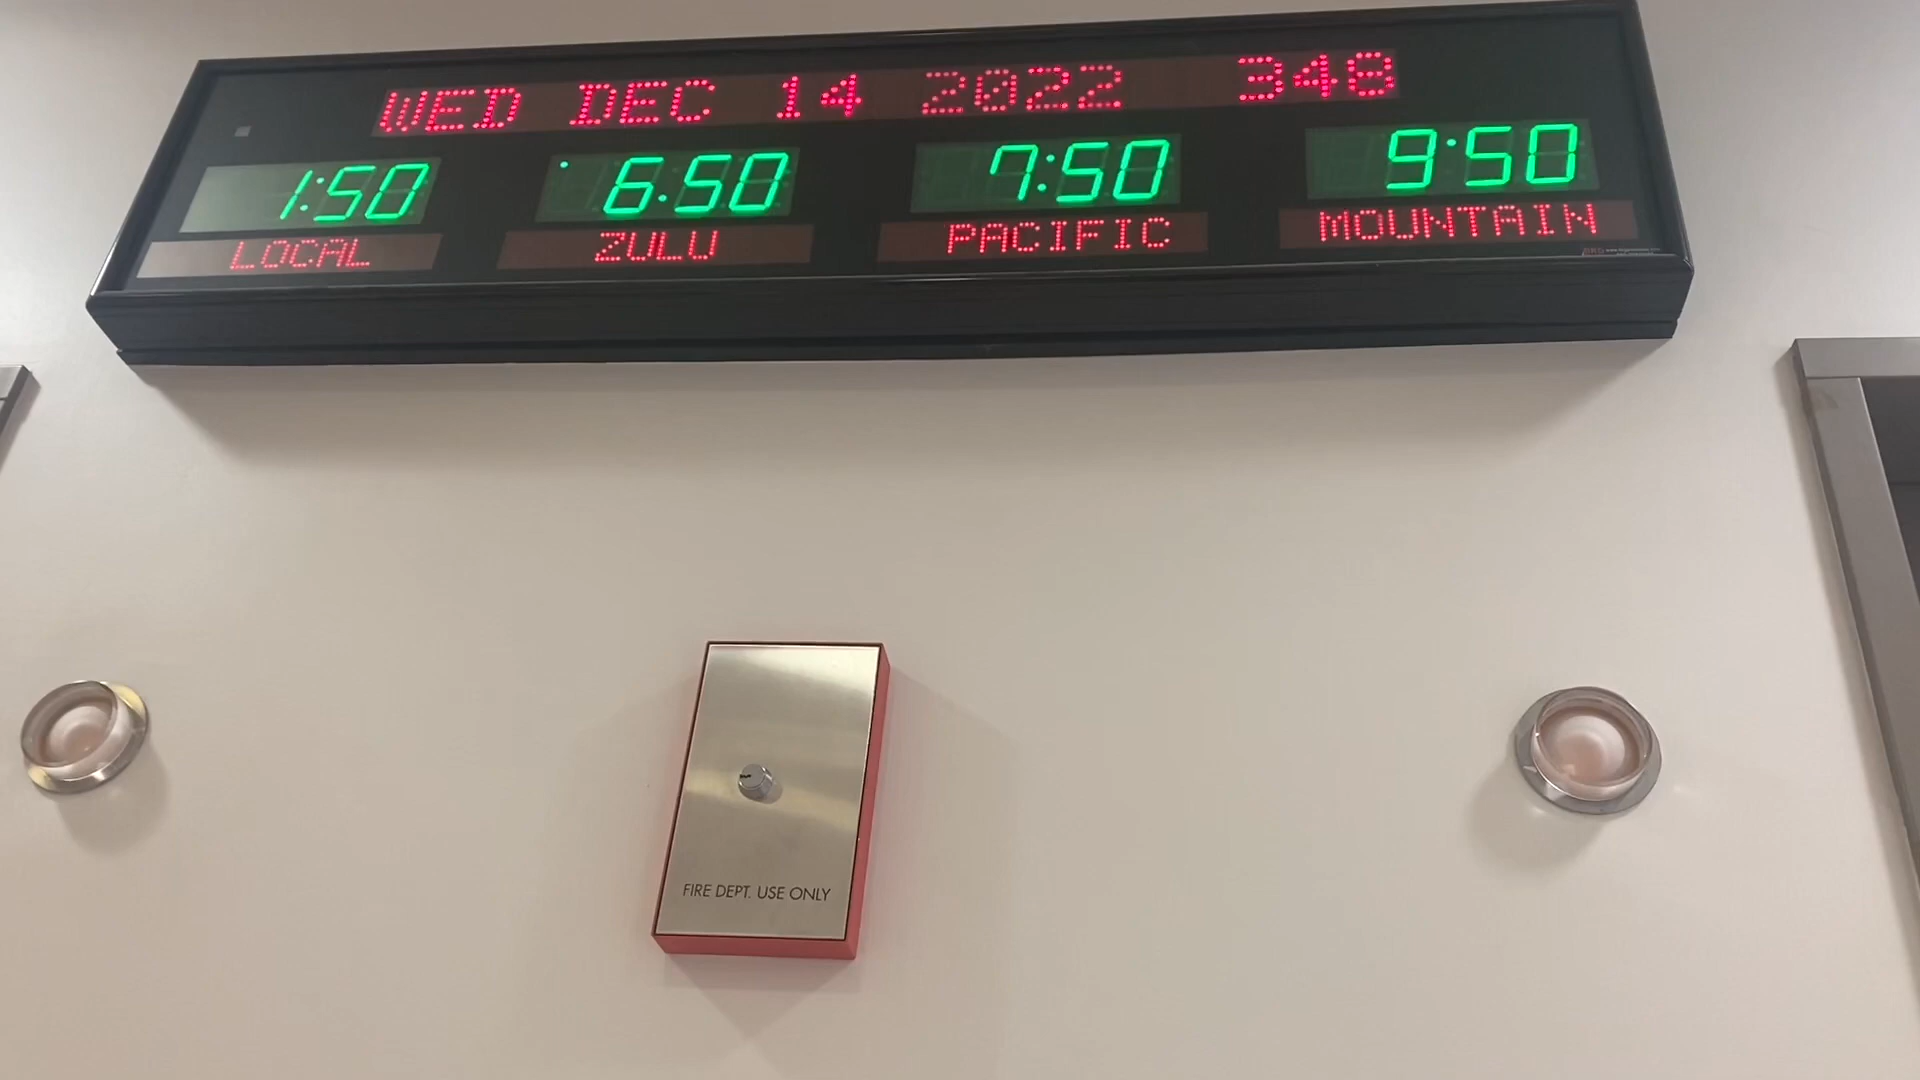 WED DEC 14 2022 348
1:50 6:50 7:50 9:50
LOCAL ZULU PACIFIC MOUNTAIN
FIRE DEPT. USE ONLY